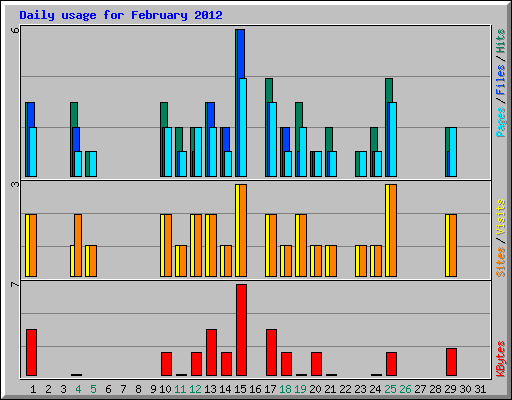 Daily usage for February 2012
6
Pages/Files/Hits
3
Sites/Visits
7
KBytes
1 2 3 4 5 6 7 8 9 10 11 12 13 14 15 16 17 18 19 20 21 22 23 24 25 26 27 28 29 30 31